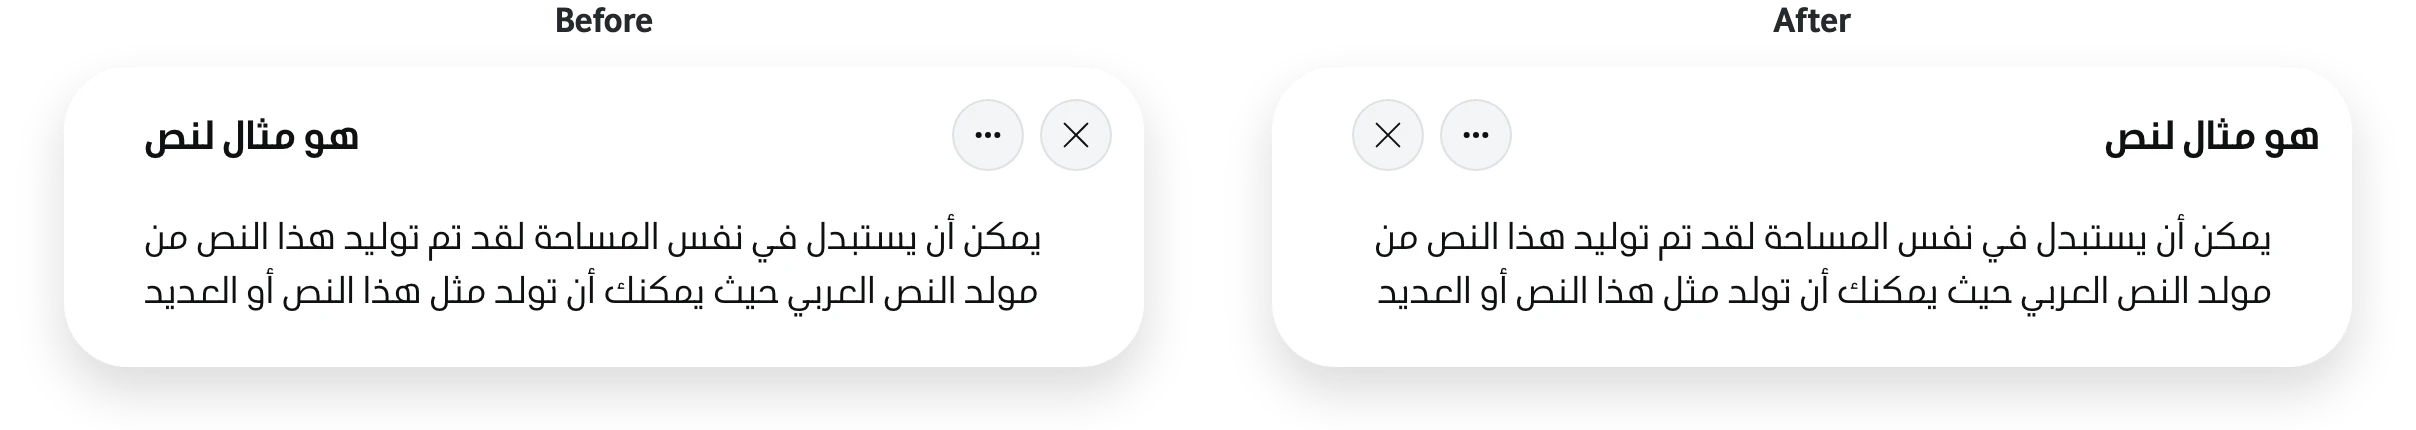 Before
هو مثال لنص
يمكن أن يستبدل في نفس المساحة لقد تم توليد هذا النص من
مولد النص العربي حيث يمكنك أن تولد مثل هذا النص أو العديد
After
هو مثال لنص
يمكن أن يستبدل في نفس المساحة لقد تم توليد هذا النص من
مولد النص العربي حيث يمكنك أن تولد مثل هذا النص أو العديد